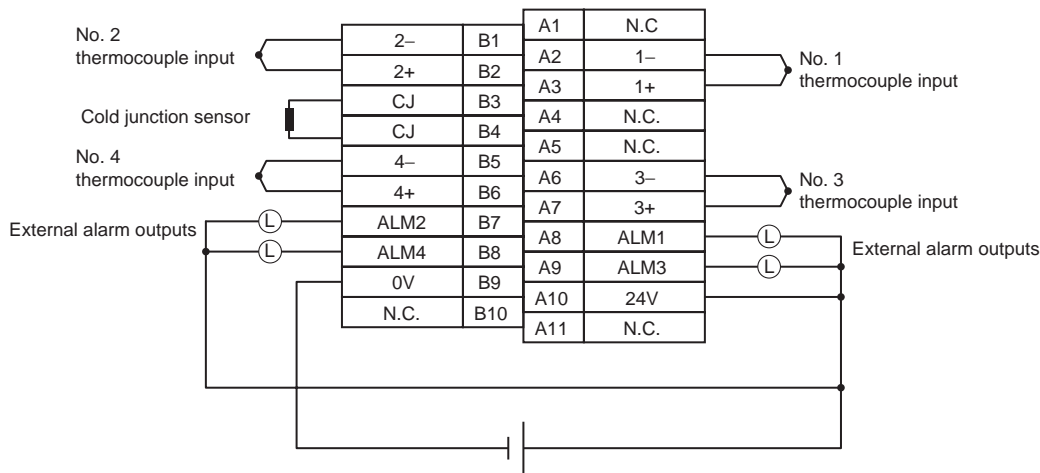 No. 2
thermocouple input
Cold junction sensor
No. 4
thermocouple input
External alarm outputs
2– B1
2+ B2
CJ B3
CJ B4
4– B5
4+ B6
ALM2 B7
ALM4 B8
0V B9
N.C. B10
A1 N.C
A2 1–
A3 1+
A4 N.C.
A5 N.C.
A6 3–
A7 3+
A8 ALM1
A9 ALM3
A10 24V
A11 N.C.
L
L
L
L
No. 1
thermocouple input
No. 3
thermocouple input
External alarm outputs